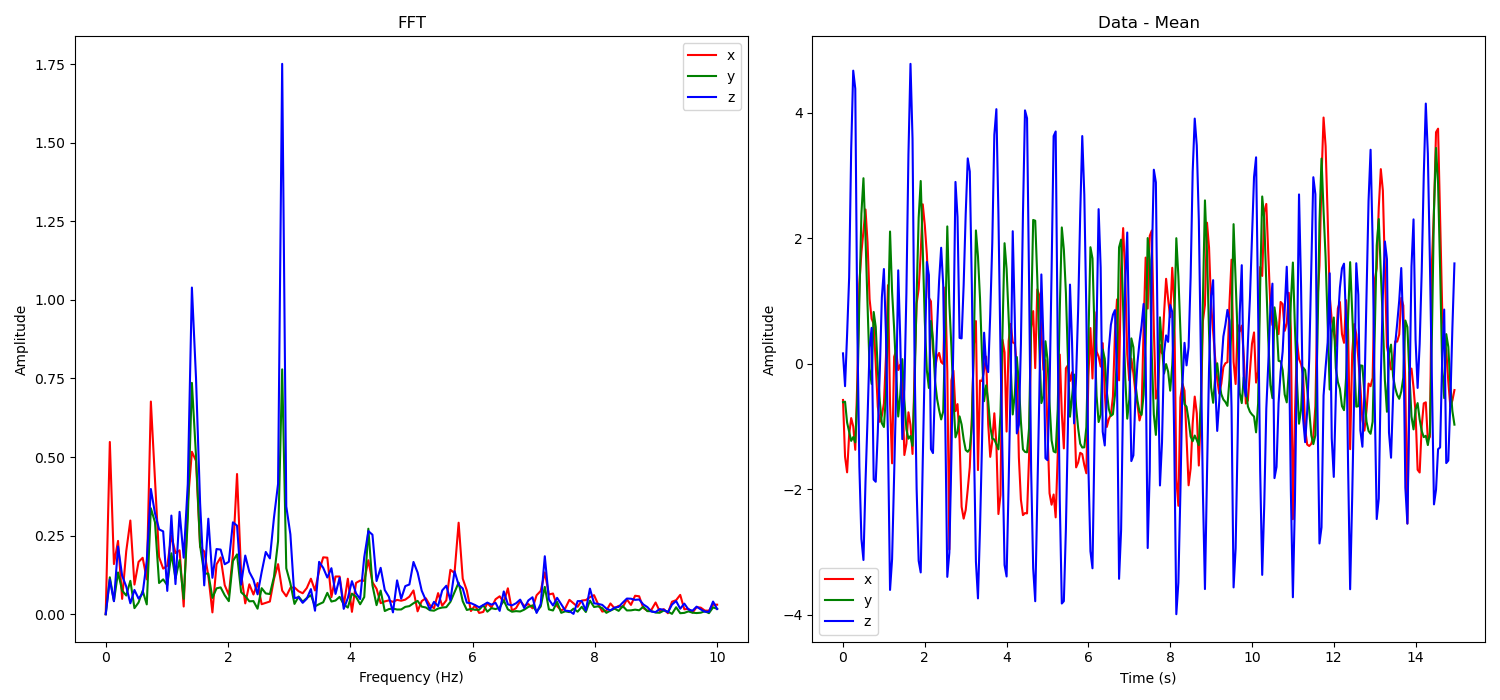 FFT
Amplitude
1.75
1.50
1.25
1.00
0.75
0.50
0.25
0.00
0 2 4 6 8 10
Frequency (Hz)
x
y
z
Data - Mean
Amplitude
4
2
0
−2
−4
0 2 4 6 8 10 12 14
Time (s)
x
y
z